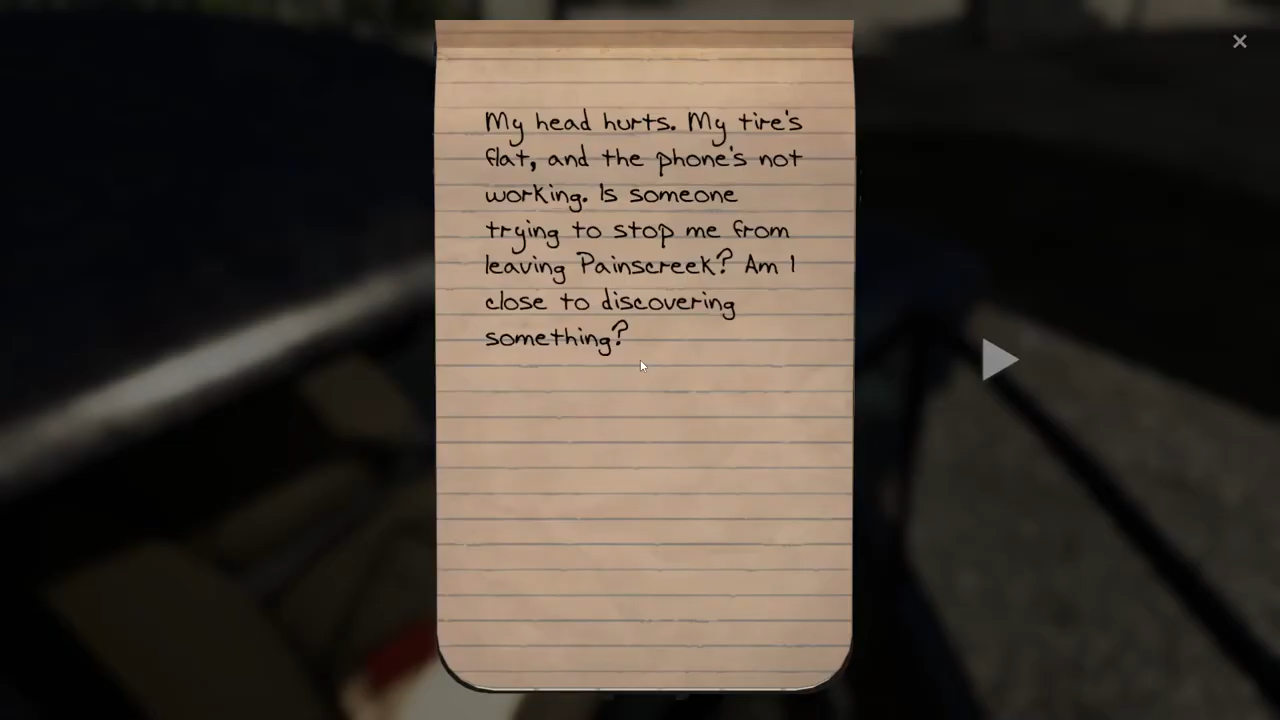 My head hurts. My tire's
flat, and the phone's not
working. Is someone
trying to stop me from
leaving Painscreek? Am I
close to discovering
something?